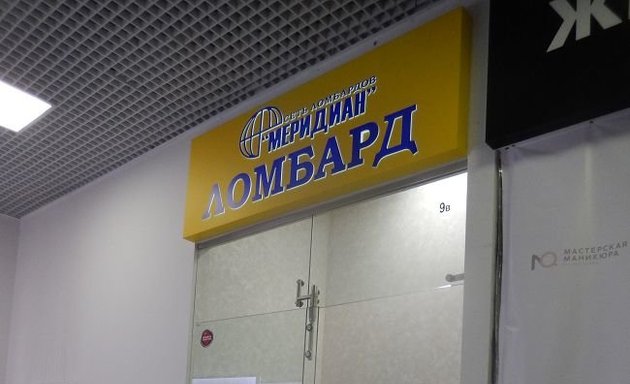 СЕТЬ ЛОМБАРДОВ
"МЕРИДИАН"
ЛОМБАРД
9в
МАСТЕРСКАЯ
МАНИКЮРА